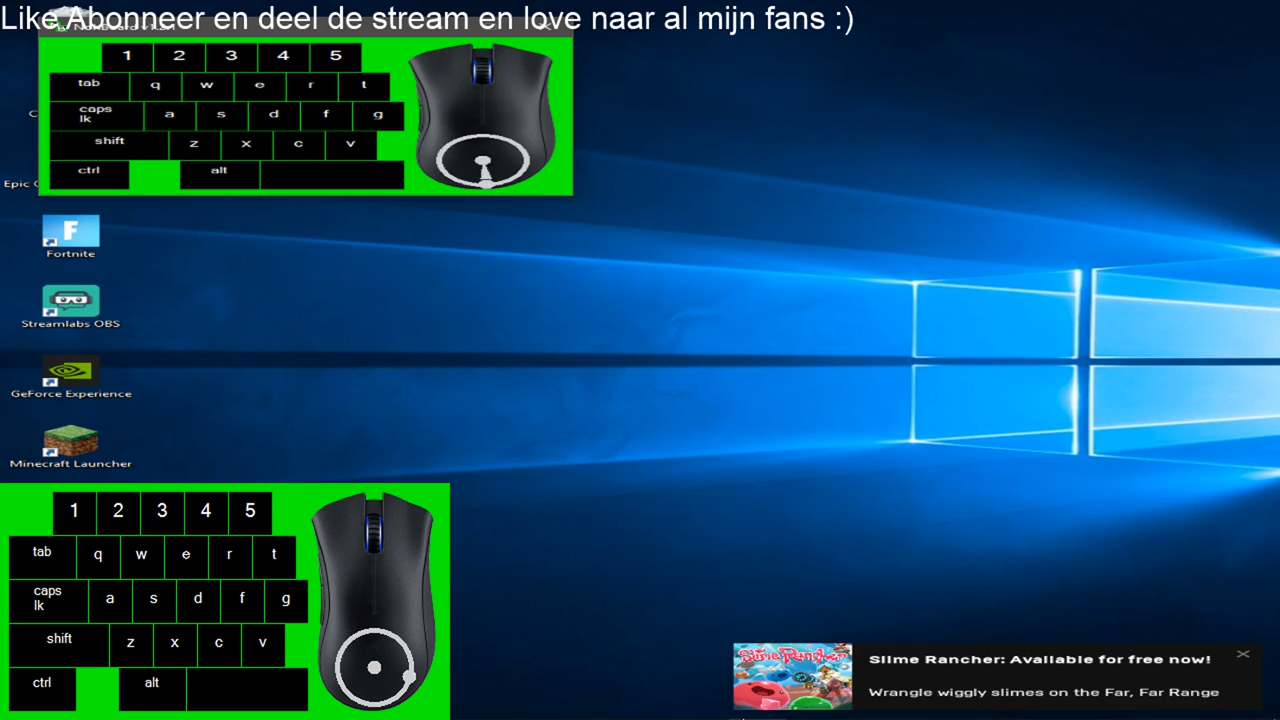 Like Abonneer en deel de stream en love naar al mijn fans :)
1 2 3 4 5
tab q w e r t
caps lk a s d f g
shift z x c v
ctrl alt
Epic
Fortnite
Streamlabs OBS
GeForce Experience
Minecraft Launcher
1 2 3 4 5
tab q w e r t
caps lk a s d f g
shift z x c v
ctrl alt
Slime Rancher
Slime Rancher: Available for free now!
Wrangle wiggly slimes on the Far, Far Range